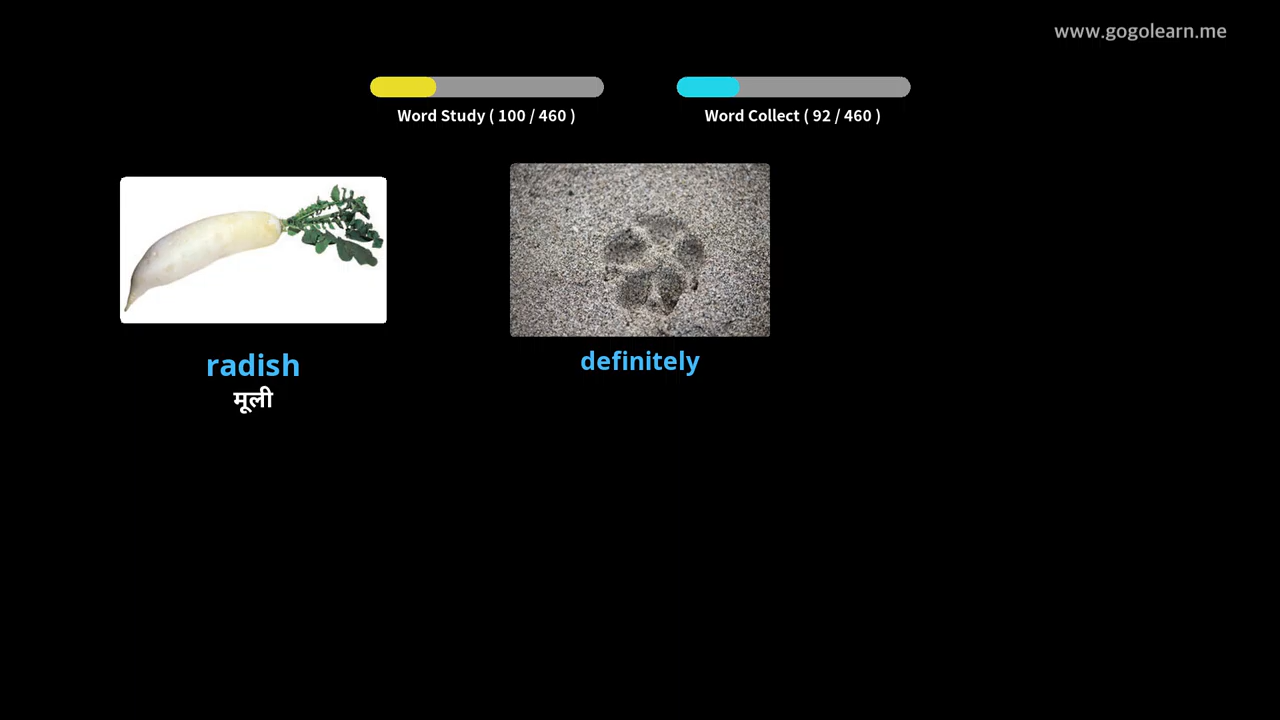 www.gogolearn.me
Word Study ( 100 / 460 )
Word Collect ( 92 / 460 )
radish
मूली
definitely